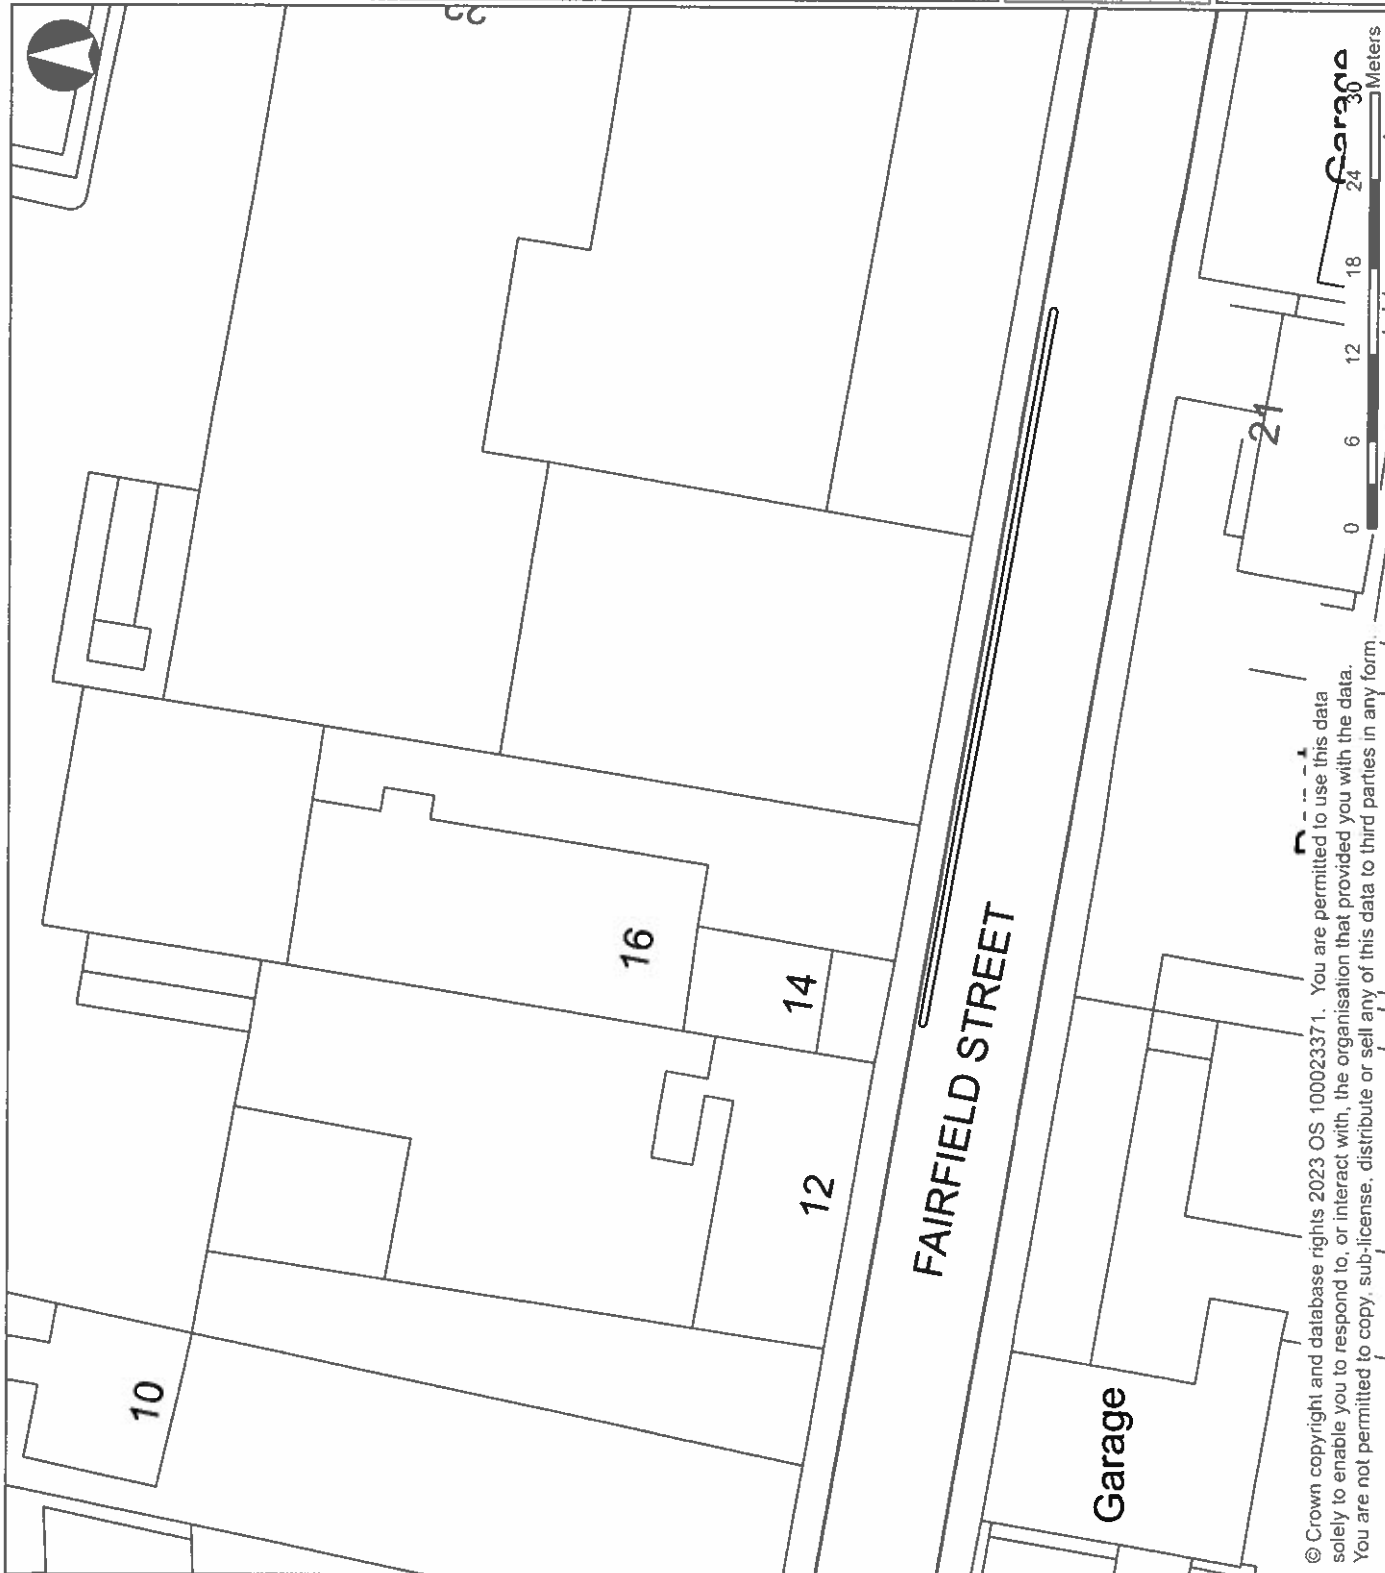 10
16
14
12
FAIRFIELD STREET
Garage
21
Garage
0 6 12 18 24 30
Meters
© Crown copyright and database rights 2023 OS 100023371. You are permitted to use this data
solely to enable you to respond to, or interact with, the organisation that provided you with the data.
You are not permitted to copy, sub-license, distribute or sell any of this data to third parties in any form.